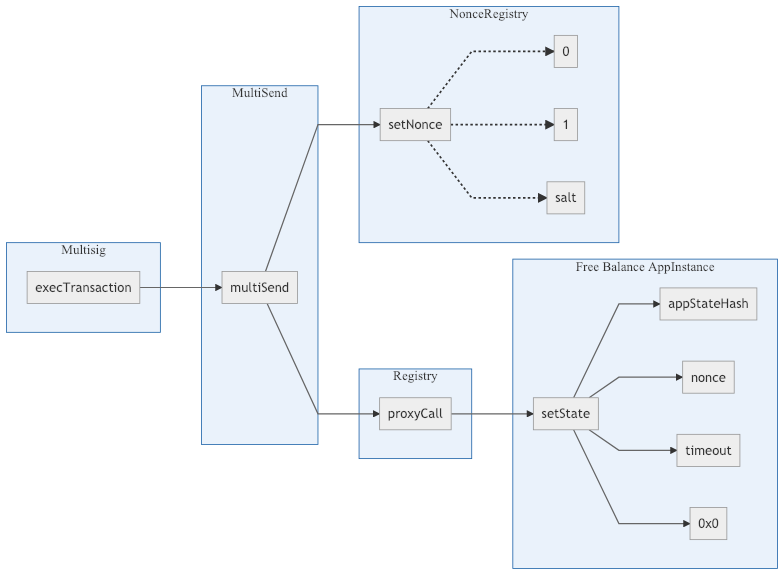 NonceRegistry
0
MultiSend
setNonce
1
salt
Multisig
Free Balance AppInstance
execTransaction
multiSend
appStateHash
Registry
nonce
proxyCall
setState
timeout
0x0